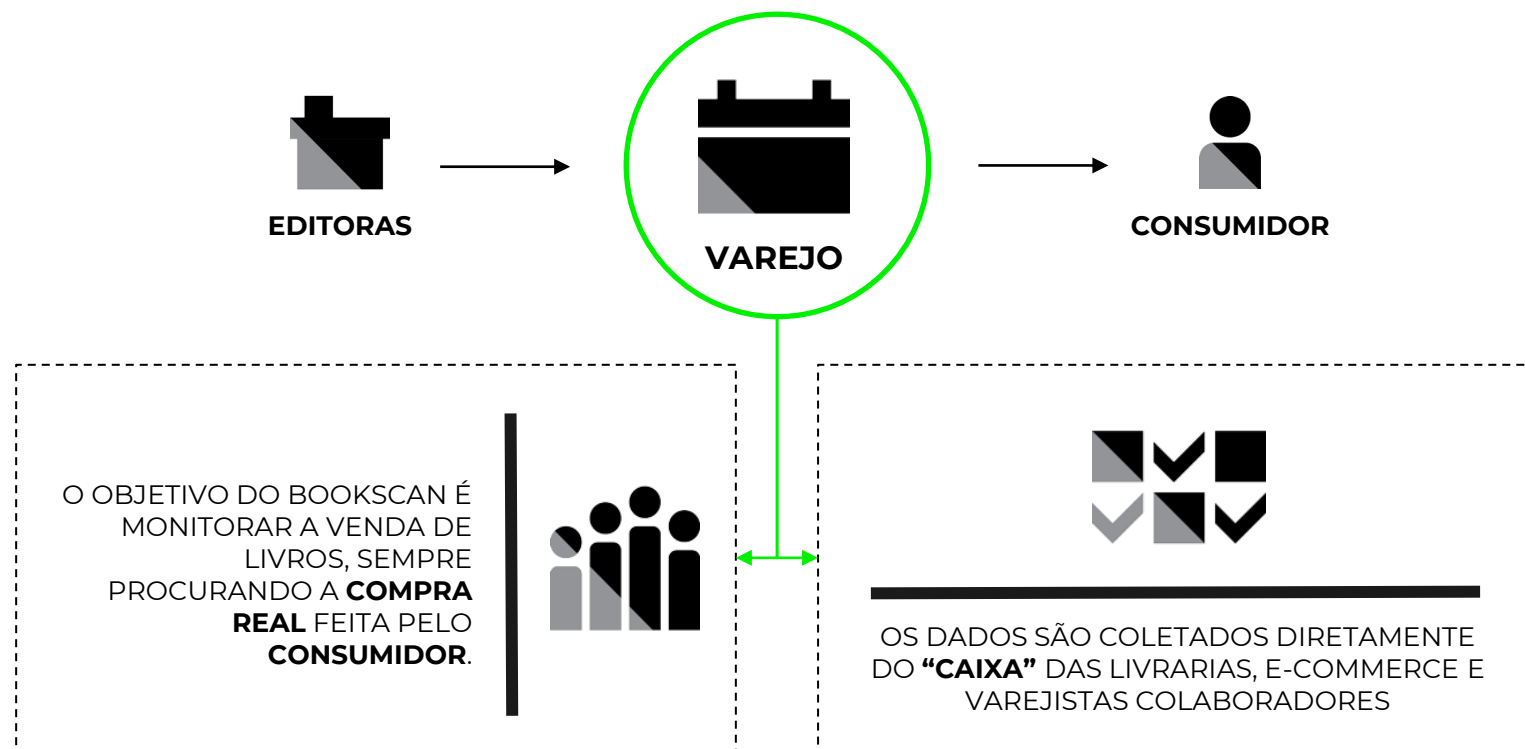 EDITORAS
VAREJO
CONSUMIDOR
O OBJETIVO DO BOOKSCAN É
MONITORAR A VENDA DE
LIVROS, SEMPRE
PROCURANDO A COMPRA
REAL FEITA PELO
CONSUMIDOR.
OS DADOS SÃO COLETADOS DIRETAMENTE
DO “CAIXA” DAS LIVRARIAS, E-COMMERCE E
VAREJISTAS COLABORADORES